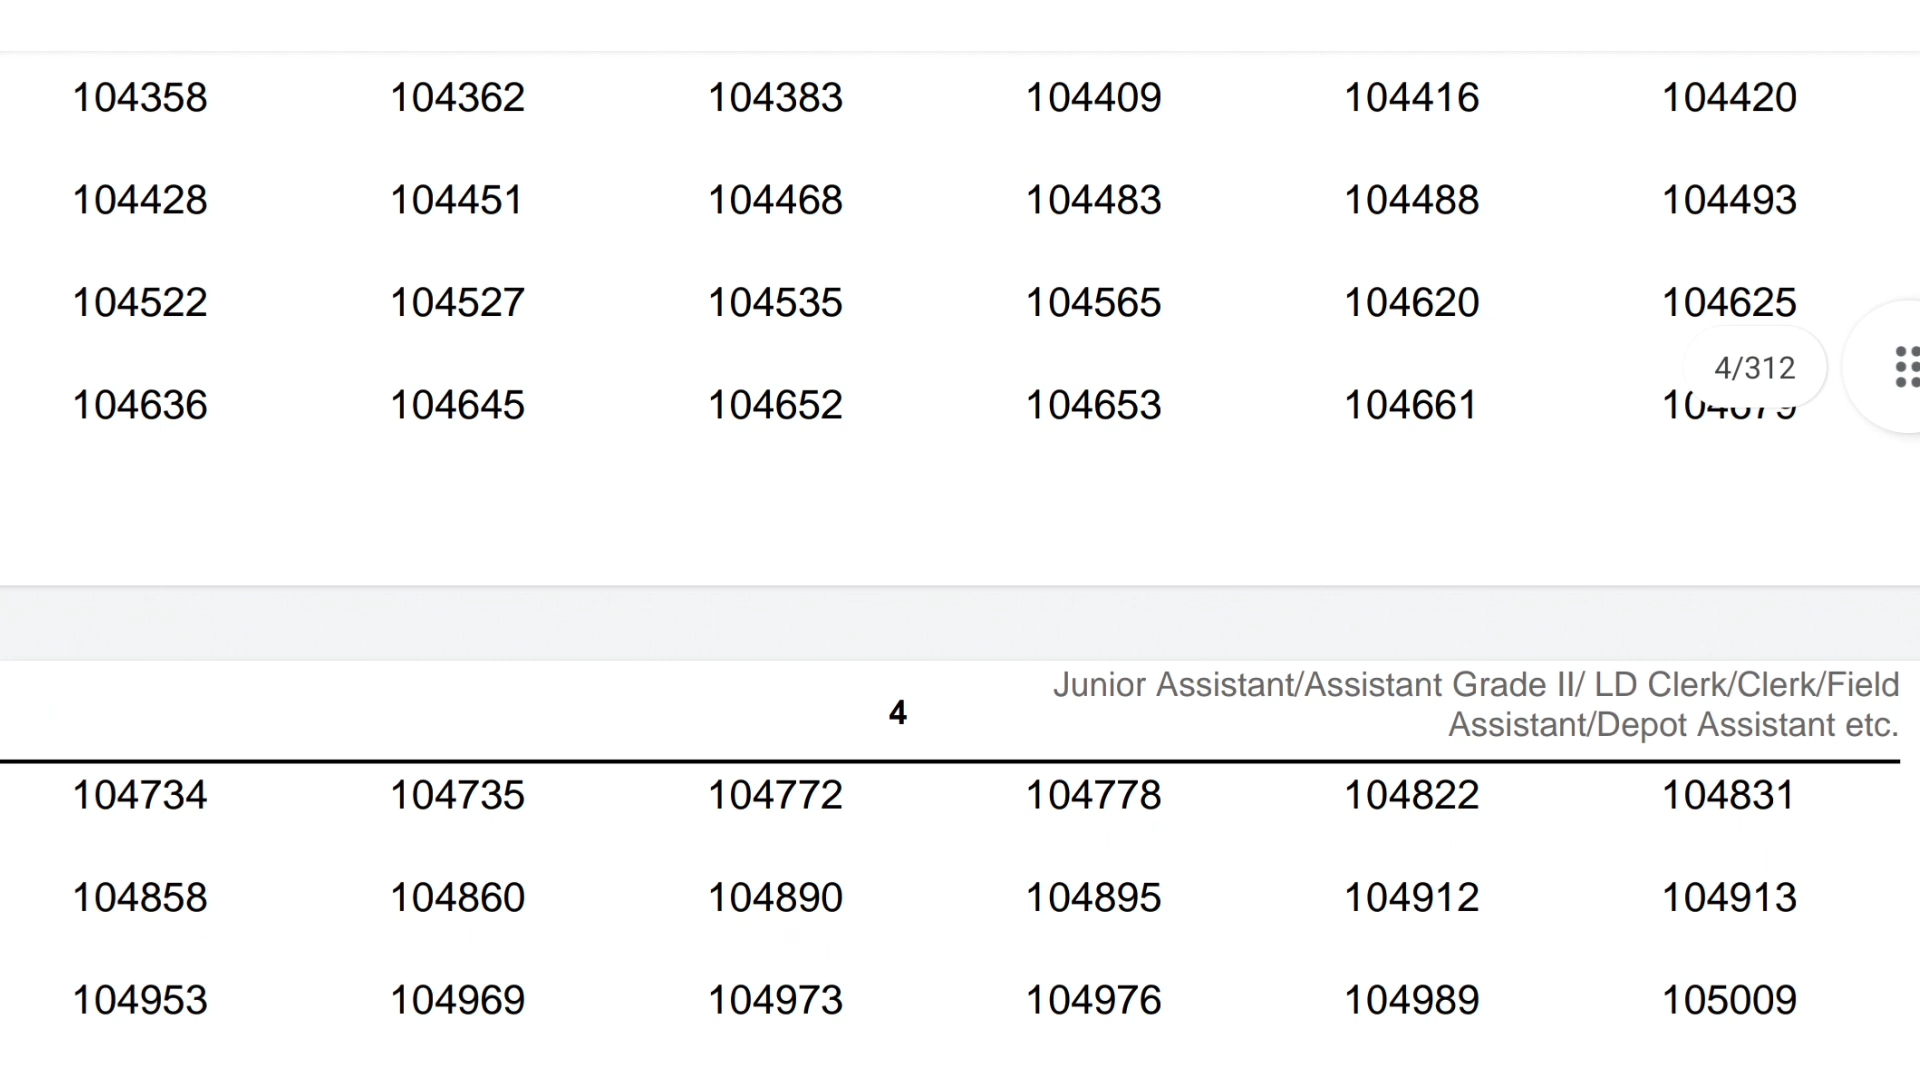 104358 104362 104383 104409 104416 104420
104428 104451 104468 104483 104488 104493
104522 104527 104535 104565 104620 104625
4/312
104636 104645 104652 104653 104661
Junior Assistant/Assistant Grade II/ LD Clerk/Clerk/Field
4
Assistant/Depot Assistant etc.
104734 104735 104772 104778 104822 104831
104858 104860 104890 104895 104912 104913
104953 104969 104973 104976 104989 105009